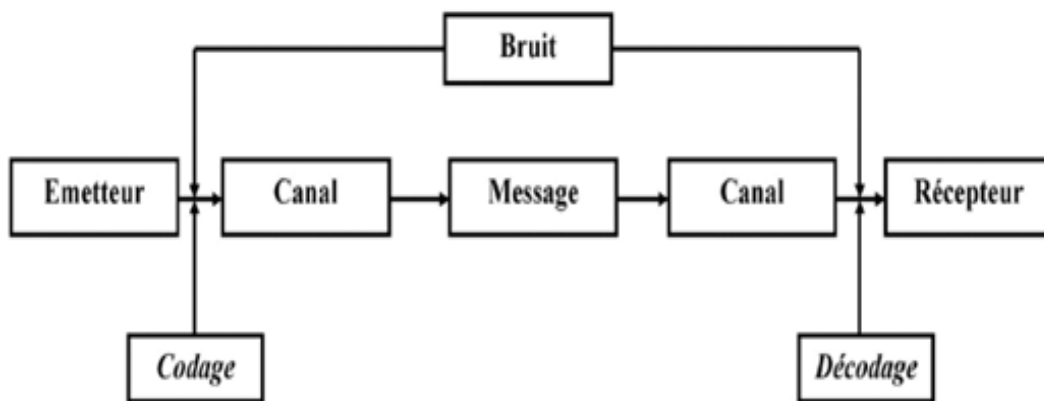 Bruit
Emetteur
Canal
Message
Canal
Récepteur
Codage
Décodage